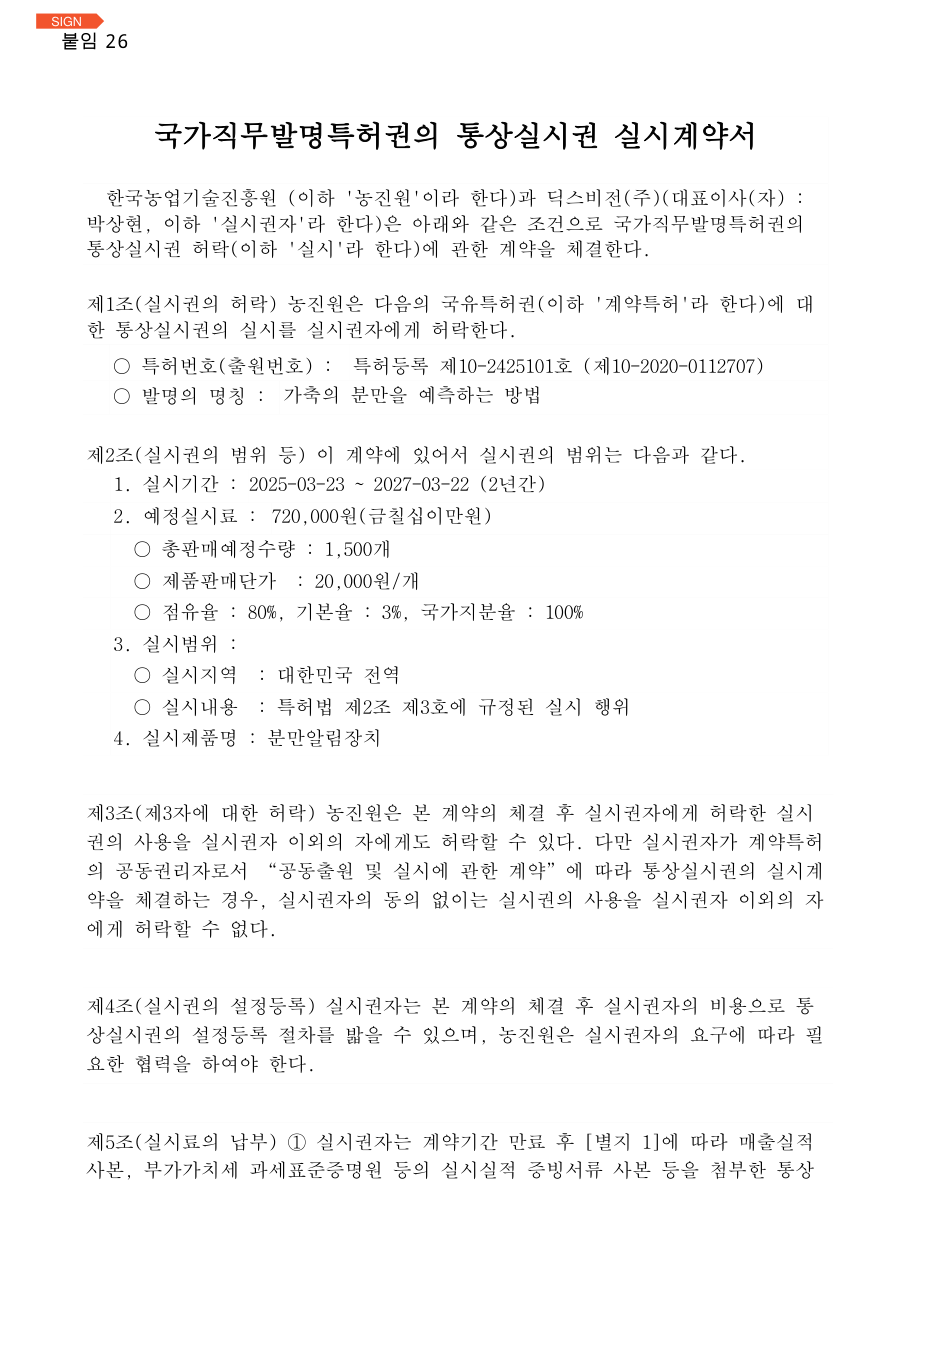 SIGN
붙임 26
국가직무발명특허권의 통상실시권 실시계약서
한국농업기술진흥원 (이하 '농진원'이라 한다)과 딕스비전(주)(대표이사(자) :
박상현, 이하 '실시권자'라 한다)은 아래와 같은 조건으로 국가직무발명특허권의
통상실시권 허락(이하 '실시'라 한다)에 관한 계약을 체결한다.
제1조(실시권의 허락) 농진원은 다음의 국유특허권(이하 '계약특허'라 한다)에 대
한 통상실시권의 실시를 실시권자에게 허락한다.
○ 특허번호(출원번호) : 특허등록 제10-2425101호 (제10-2020-0112707)
○ 발명의 명칭 : 가축의 분만을 예측하는 방법
제2조(실시권의 범위 등) 이 계약에 있어서 실시권의 범위는 다음과 같다.
1. 실시기간 : 2025-03-23 ~ 2027-03-22 (2년간)
2. 예정실시료 : 720,000원(금칠십이만원)
○ 총판매예정수량 : 1,500개
○ 제품판매단가 : 20,000원/개
○ 점유율 : 80%, 기본율 : 3%, 국가지분율 : 100%
3. 실시범위 :
○ 실시지역 : 대한민국 전역
○ 실시내용 : 특허법 제2조 제3호에 규정된 실시 행위
4. 실시제품명 : 분만알림장치
제3조(제3자에 대한 허락) 농진원은 본 계약의 체결 후 실시권자에게 허락한 실시
권의 사용을 실시권자 이외의 자에게도 허락할 수 있다. 다만 실시권자가 계약특허
의 공동권리자로서 “공동출원 및 실시에 관한 계약”에 따라 통상실시권의 실시계
약을 체결하는 경우, 실시권자의 동의 없이는 실시권의 사용을 실시권자 이외의 자
에게 허락할 수 없다.
제4조(실시권의 설정등록) 실시권자는 본 계약의 체결 후 실시권자의 비용으로 통
상실시권의 설정등록 절차를 밟을 수 있으며, 농진원은 실시권자의 요구에 따라 필
요한 협력을 하여야 한다.
제5조(실시료의 납부) ① 실시권자는 계약기간 만료 후 [별지 1]에 따라 매출실적
사본, 부가가치세 과세표준증명원 등의 실시실적 증빙서류 사본 등을 첨부한 통상